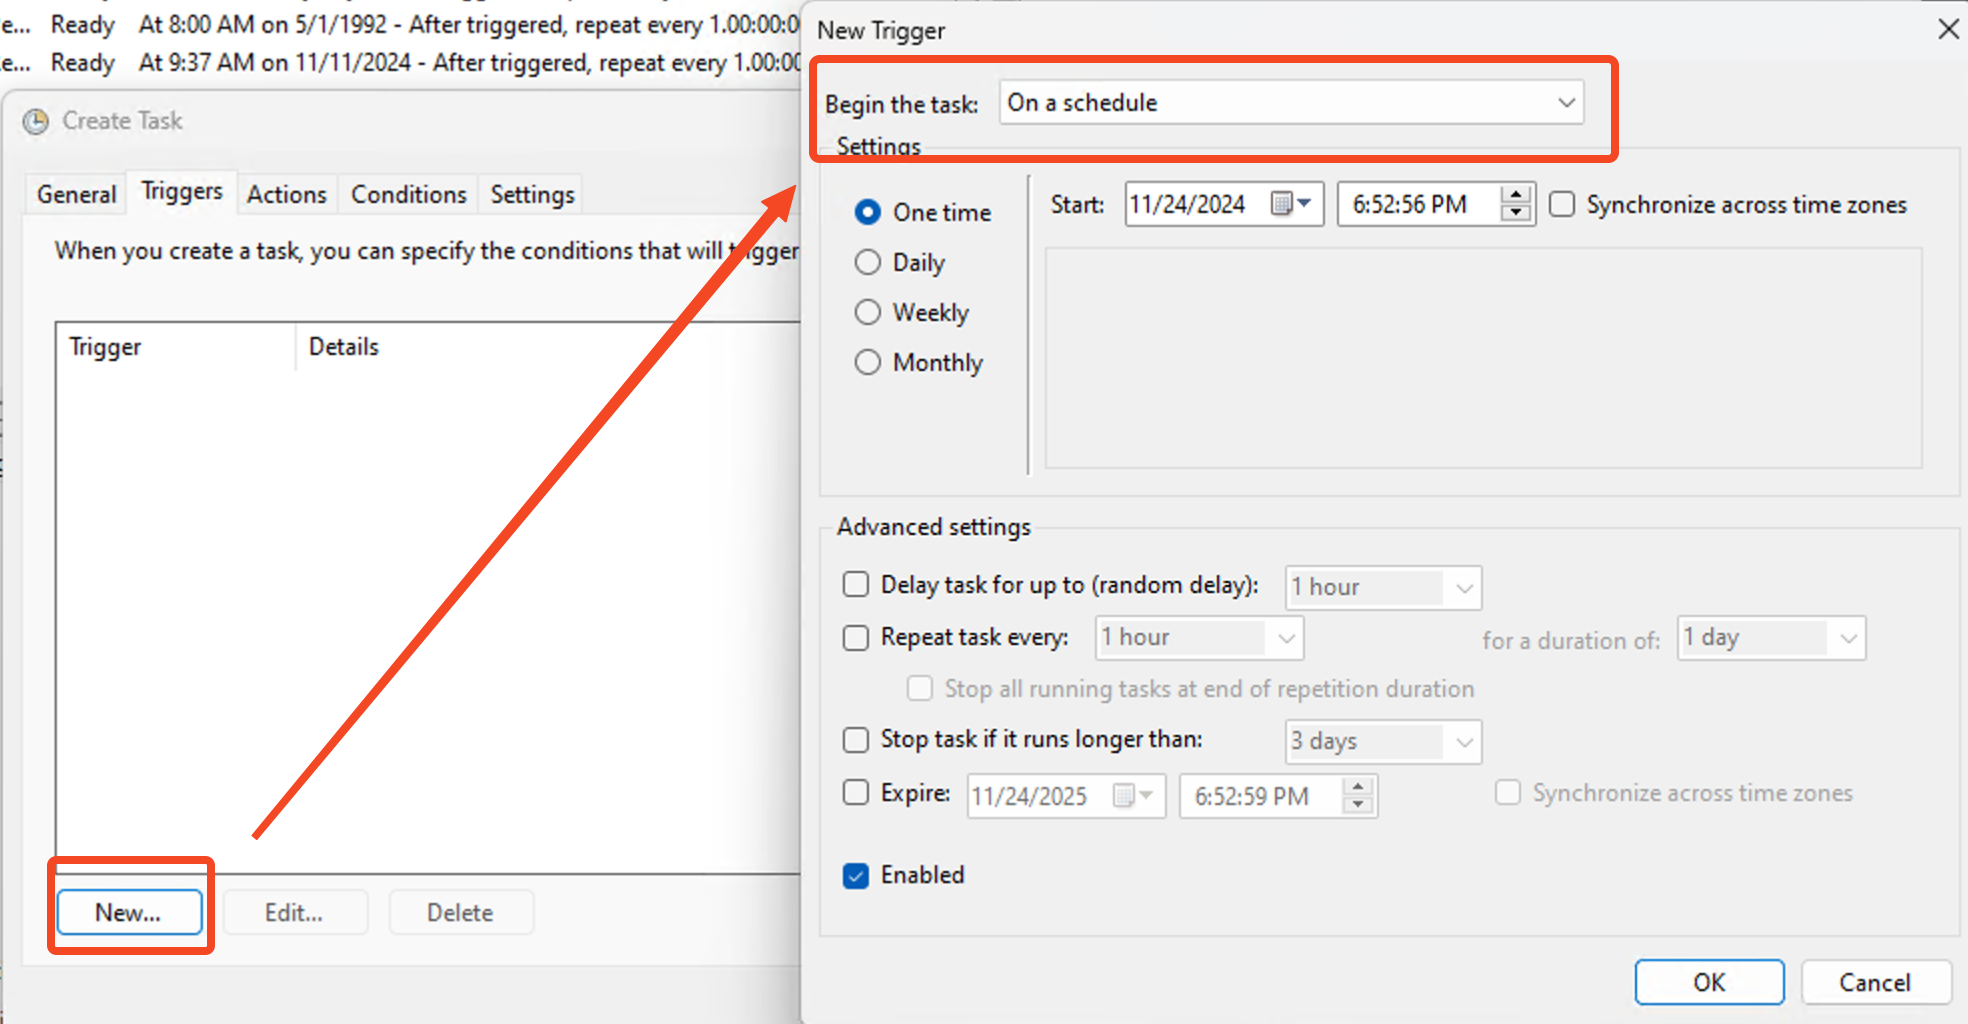 e... Ready At 8:00 AM on 5/1/1992 - After triggered, repeat every 1.00:00:0
e... Ready At 9:37 AM on 11/11/2024 - After triggered, repeat every 1.00:00
Create Task
General Triggers Actions Conditions Settings
When you create a task, you can specify the conditions that will trigger
Trigger Details
New... Edit... Delete
New Trigger
Begin the task: On a schedule
Settings
One time
Daily
Weekly
Monthly
Start: 11/24/2024 6:52:56 PM Synchronize across time zones
Advanced settings
Delay task for up to (random delay): 1 hour
Repeat task every: 1 hour for a duration of: 1 day
Stop all running tasks at end of repetition duration
Stop task if it runs longer than: 3 days
Expire: 11/24/2025 6:52:59 PM Synchronize across time zones
Enabled
OK Cancel